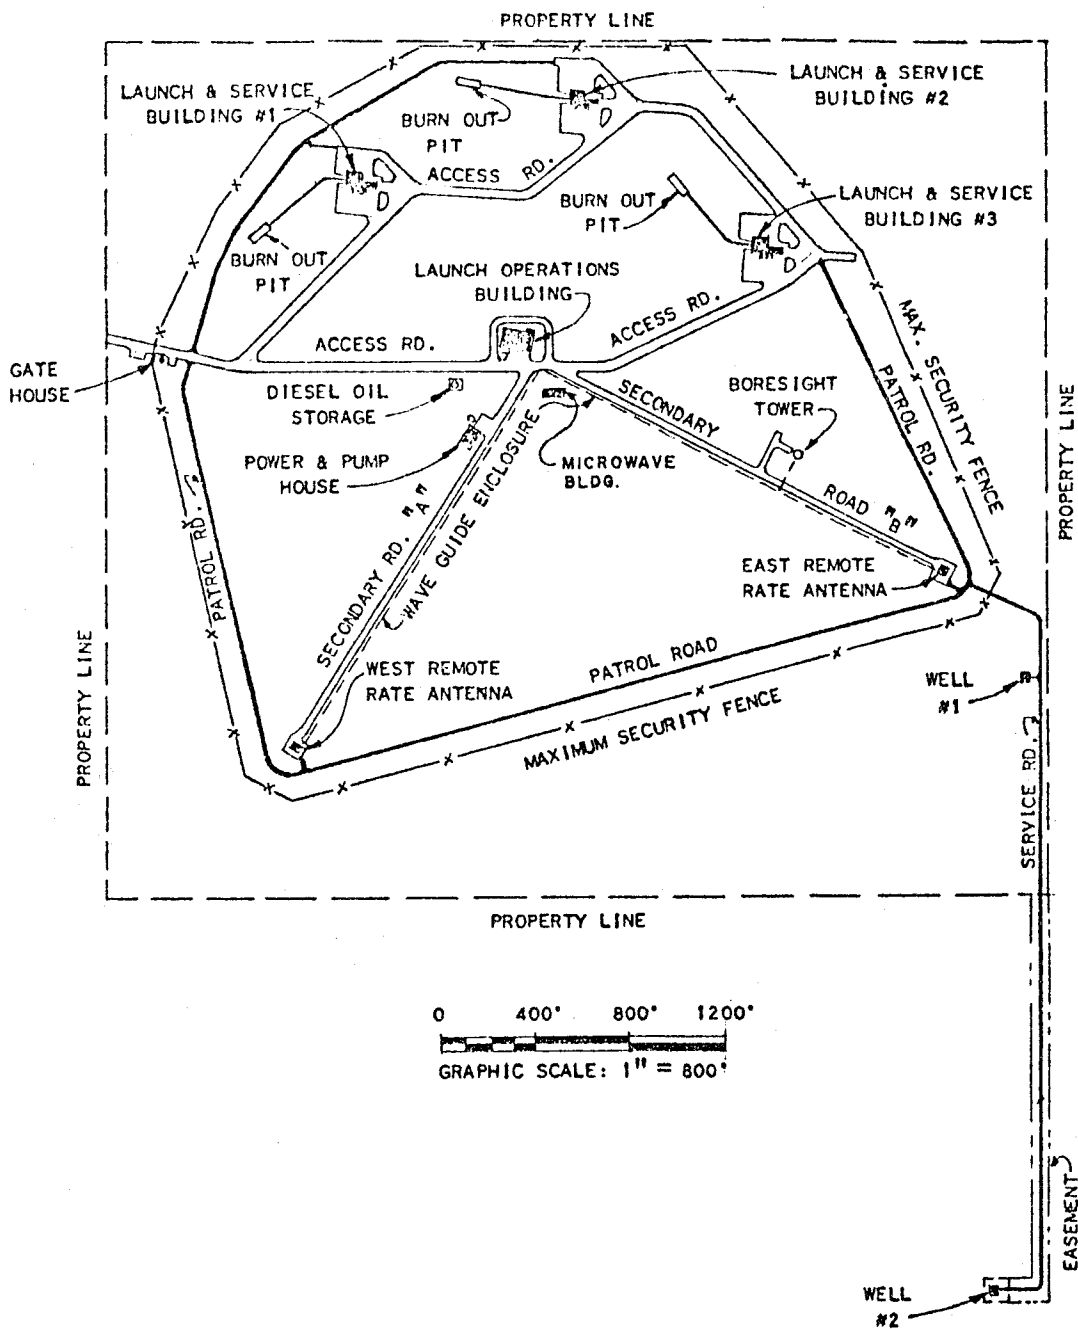 PROPERTY LINE
LAUNCH & SERVICE
BUILDING #1
LAUNCH & SERVICE
BUILDING #2
BURN OUT
PIT
ACCESS RD.
BURN OUT
PIT
LAUNCH & SERVICE
BUILDING #3
BURN OUT
PIT
LAUNCH OPERATIONS
BUILDING
ACCESS RD.
ACCESS RD.
GATE
HOUSE
DIESEL OIL
STORAGE
SECONDARY
ROAD "B"
BORESIGHT
TOWER
MAX. SECURITY FENCE
PATROL RD.
PROPERTY LINE
POWER & PUMP
HOUSE
MICROWAVE
BLDG.
SECONDARY RD. "A"
WAVE GUIDE ENCLOSURE
PATROL RD.
EAST REMOTE
RATE ANTENNA
PROPERTY LINE
WEST REMOTE
RATE ANTENNA
PATROL ROAD
MAXIMUM SECURITY FENCE
WELL
#1
SERVICE RD.
PROPERTY LINE
0 400' 800' 1200'
GRAPHIC SCALE: 1" = 800'
EASEMENT
WELL
#2